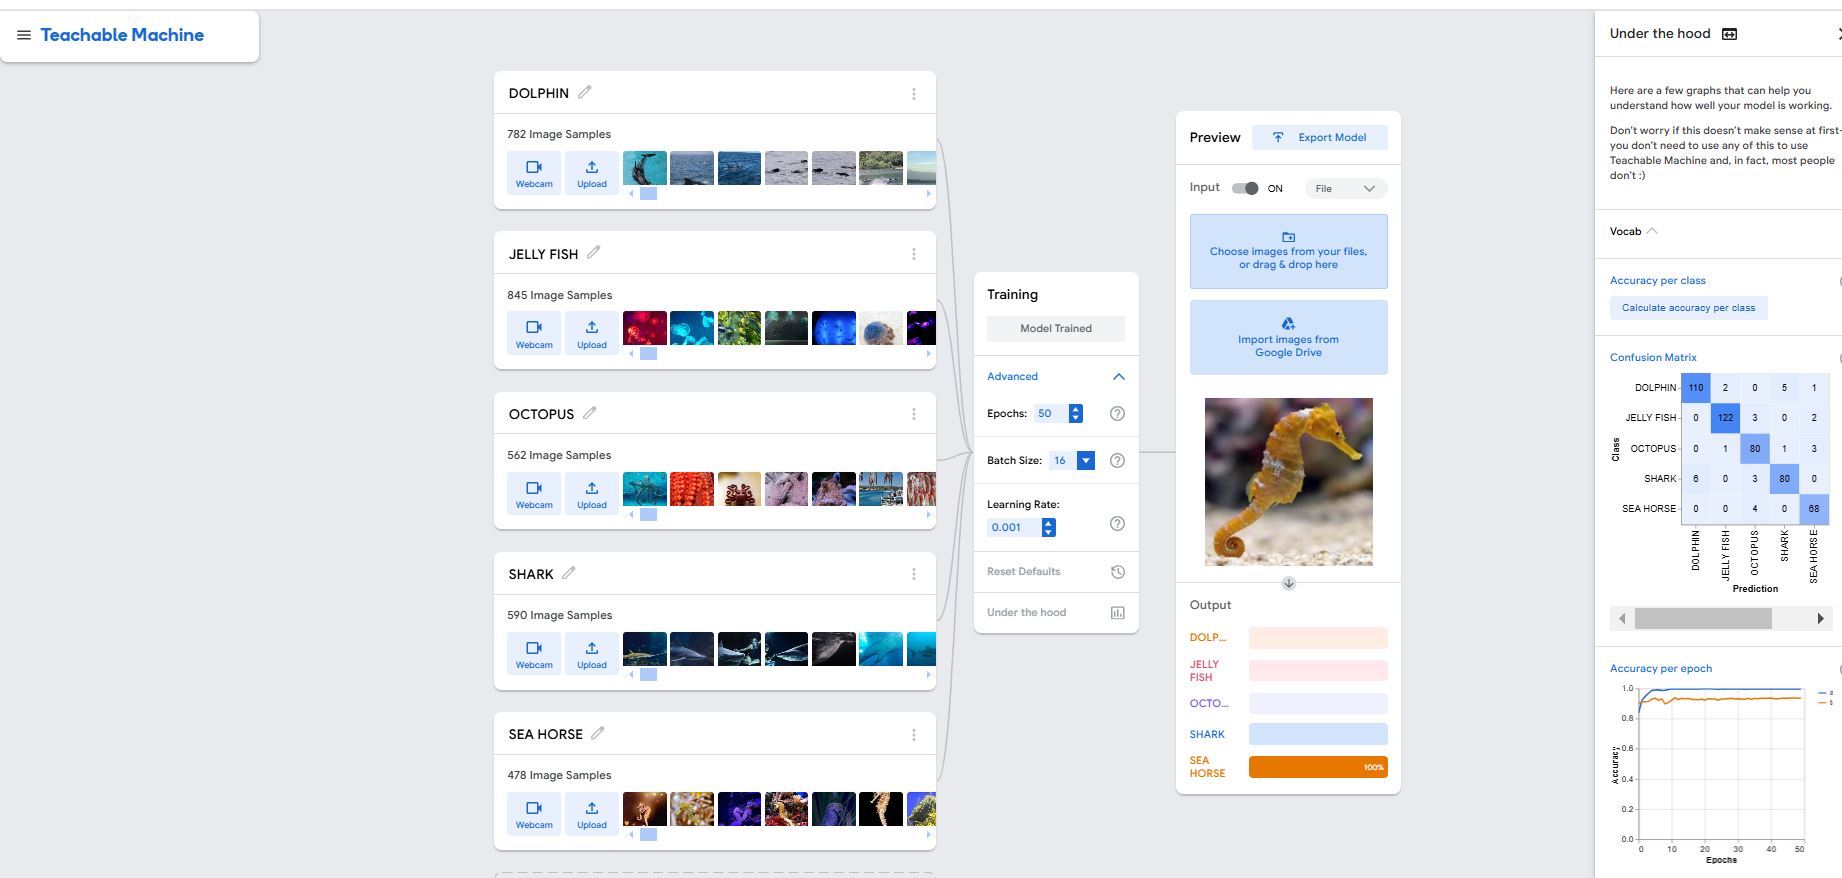 Teachable Machine
DOLPHIN
782 Image Samples
Webcam
Upload
JELLY FISH
845 Image Samples
Webcam
Upload
OCTOPUS
562 Image Samples
Webcam
Upload
SHARK
590 Image Samples
Webcam
Upload
SEA HORSE
478 Image Samples
Webcam
Upload
Training
Model Trained
Advanced
Epochs: 50
Batch Size: 16
Learning Rate:
0.001
Reset Defaults
Under the hood
Preview
Export Model
Input ON File
Choose images from your files,
or drag & drop here
Import images from
Google Drive
Output
DOLP...
JELLY
FISH
OCTO...
SHARK
SEA
HORSE
100%
Under the hood
Here are a few graphs that can help you
understand how well your model is working.
Don't worry if this doesn't make sense at first-
you don't need to use any of this to use
Teachable Machine and, in fact, most people
don't :)
Vocab
Accuracy per class
Calculate accuracy per class
Confusion Matrix
Class
DOLPHIN 110 2 0 5 1
JELLY FISH 0 122 3 0 2
OCTOPUS 0 1 80 1 3
SHARK 6 0 3 80 0
SEA HORSE 0 0 4 0 68
DOLPHIN JELLY FISH OCTOPUS SHARK SEA HORSE
Prediction
Accuracy per epoch
Accuracy
1.0
0.8
0.6
0.4
0.2
0.0
0 10 20 30 40 50
Epochs